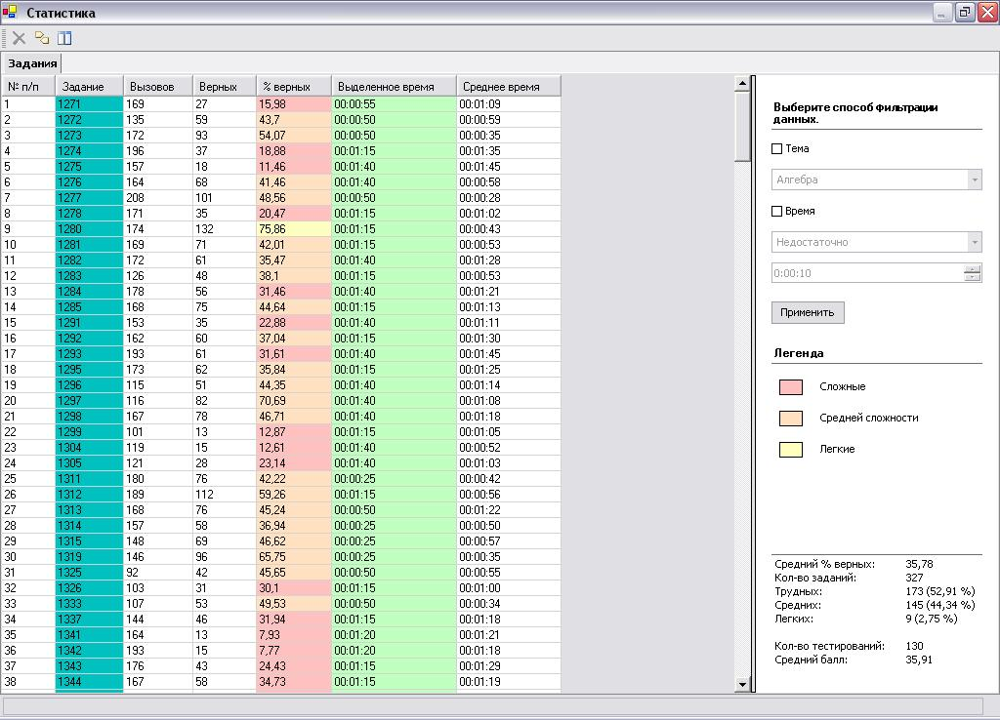 Статистика
Задания
№ п/п Задание Вызовов Верных % верных Выделенное время Среднее время
1 1271 169 27 15,98 00:00:55 00:01:09
2 1272 135 59 43,7 00:00:50 00:00:59
3 1273 172 93 54,07 00:00:50 00:00:35
4 1274 196 37 18,88 00:01:15 00:01:35
5 1275 157 18 11,46 00:01:40 00:01:45
6 1276 164 68 41,46 00:01:40 00:00:58
7 1277 208 101 48,56 00:00:50 00:00:28
8 1278 171 35 20,47 00:01:15 00:01:02
9 1280 174 132 75,86 00:01:15 00:00:43
10 1281 169 71 42,01 00:01:15 00:00:53
11 1282 172 61 35,47 00:01:40 00:01:28
12 1283 126 48 38,1 00:01:15 00:00:53
13 1284 178 56 31,46 00:01:40 00:01:21
14 1285 168 75 44,64 00:01:15 00:01:13
15 1291 153 35 22,88 00:01:40 00:01:11
16 1292 162 60 37,04 00:01:15 00:01:30
17 1293 193 61 31,61 00:01:40 00:01:45
18 1295 173 62 35,84 00:01:15 00:01:25
19 1296 115 51 44,35 00:01:40 00:01:14
20 1297 116 82 70,69 00:01:40 00:01:08
21 1298 167 78 46,71 00:01:40 00:01:18
22 1299 101 13 12,87 00:01:15 00:01:05
23 1304 119 15 12,61 00:01:40 00:00:52
24 1305 121 28 23,14 00:01:40 00:01:03
25 1311 180 76 42,22 00:00:25 00:00:42
26 1312 189 112 59,26 00:01:15 00:00:56
27 1313 168 76 45,24 00:00:50 00:01:22
28 1314 157 58 36,94 00:00:25 00:00:50
29 1315 148 69 46,62 00:00:25 00:00:57
30 1319 146 96 65,75 00:00:25 00:00:35
31 1325 92 42 45,65 00:00:50 00:00:55
32 1326 103 31 30,1 00:01:15 00:01:00
33 1333 107 53 49,53 00:00:50 00:00:34
34 1337 144 46 31,94 00:01:15 00:01:18
35 1341 164 13 7,93 00:01:20 00:01:21
36 1342 193 15 7,77 00:01:20 00:01:18
37 1343 176 43 24,43 00:01:15 00:01:29
38 1344 167 58 34,73 00:01:15 00:01:19
Выберите способ фильтрации
данных.
Тема
Алгебра
Время
Недостаточно
0:00:10
Применить
Легенда
Сложные
Средней сложности
Легкие
Средний % верных: 35,78
Кол-во заданий: 327
Трудных: 173 (52,91 %)
Средних: 145 (44,34 %)
Легких: 9 (2,75 %)
Кол-во тестирований: 130
Средний балл: 35,91